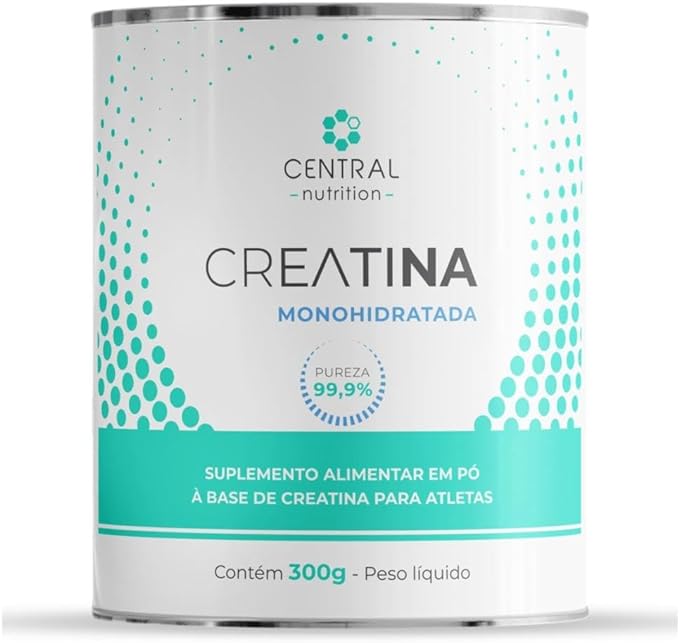 CENTRAL
nutrition
CREATINA
MONOHIDRATADA
PUREZA
99,9%
SUPLEMENTO ALIMENTAR EM PÓ
À BASE DE CREATINA PARA ATLETAS
Contém 300g - Peso líquido